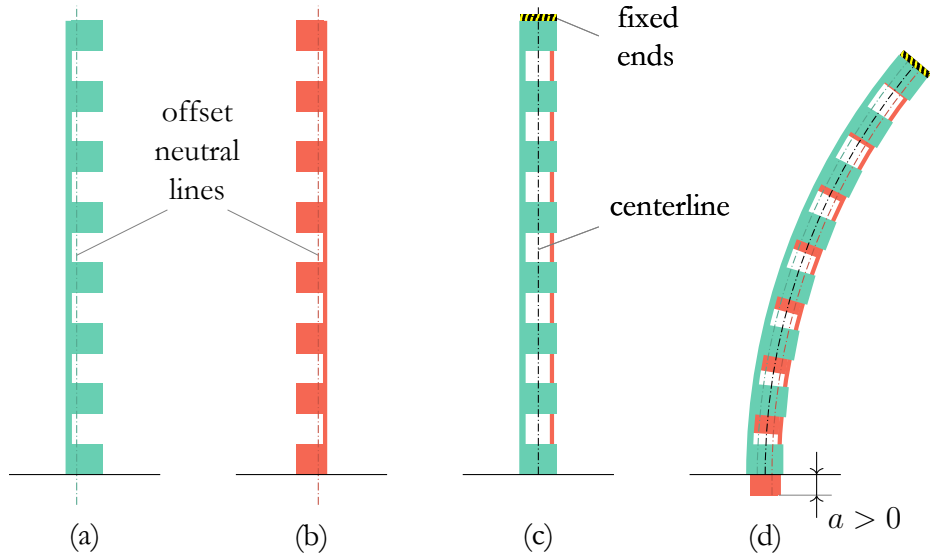 fixed
ends
offset
neutral
lines
centerline
a > 0
(a)
(b)
(c)
(d)